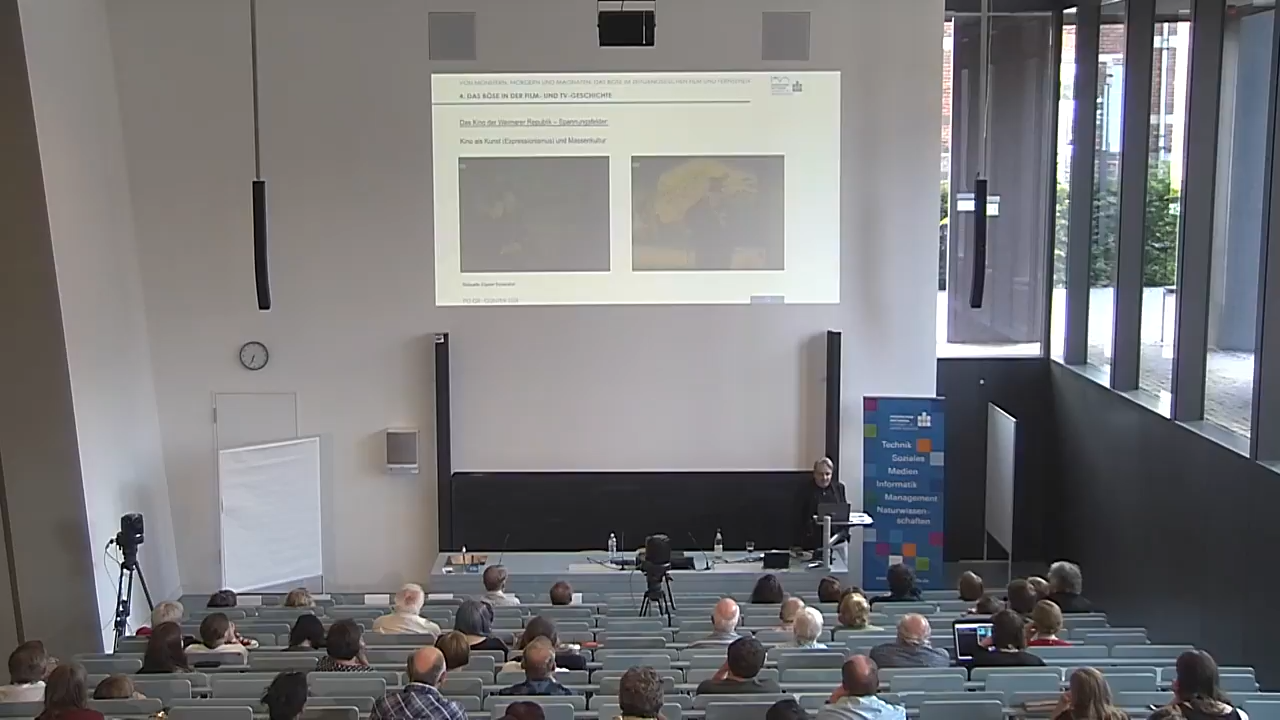 VON MONSTERN, MÖRDERN UND MAGNATEN. DAS BÖSE IM ZEITGENÖSSISCHEN FILM UND FERNSEHEN
4. DAS BÖSE IN DER FILM- UND TV-GESCHICHTE
Das Kino der Weimarer Republik – Spannungsfelder:
Kino als Kunst (Expressionismus) und Massenkultur
Technik
Soziales
Medien
Informatik
Management
Naturwissen-
schaften